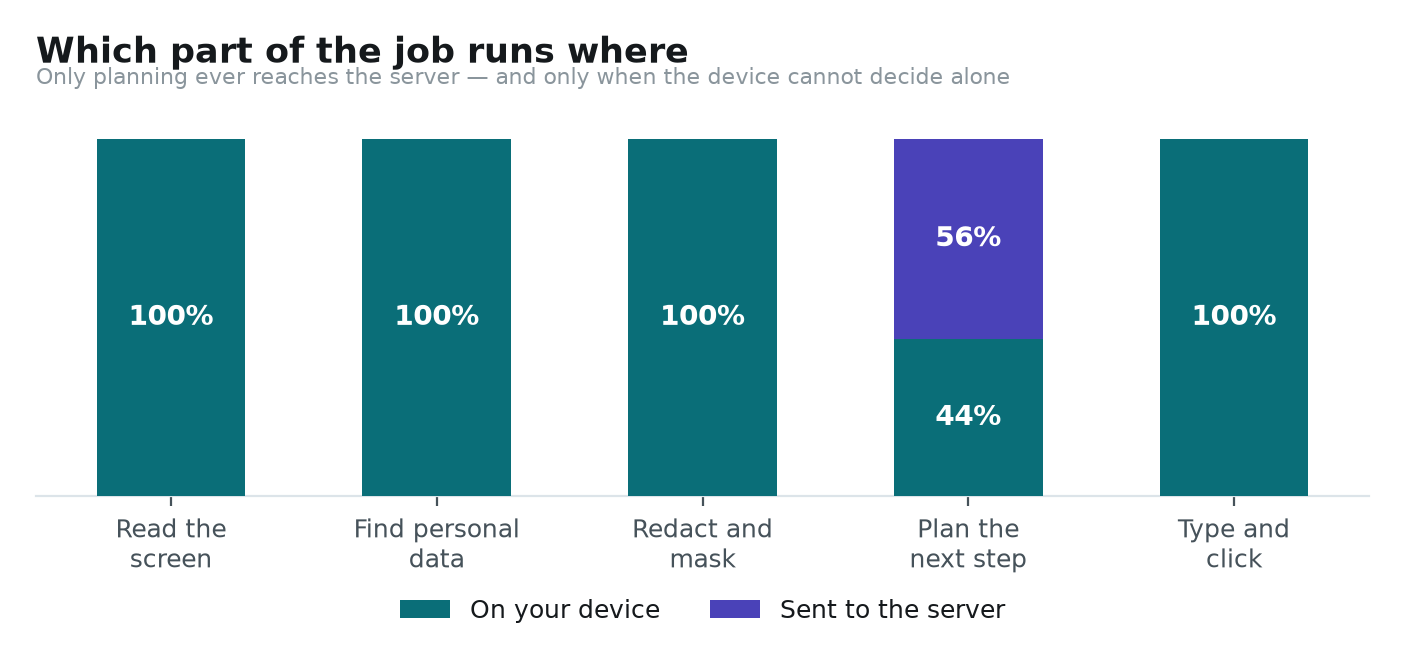 Which part of the job runs where
Only planning ever reaches the server — and only when the device cannot decide alone
56%
100%
100%
100%
100%
44%
Read the
screen
Find personal
data
Redact and
mask
Plan the
next step
Type and
click
On your device
Sent to the server